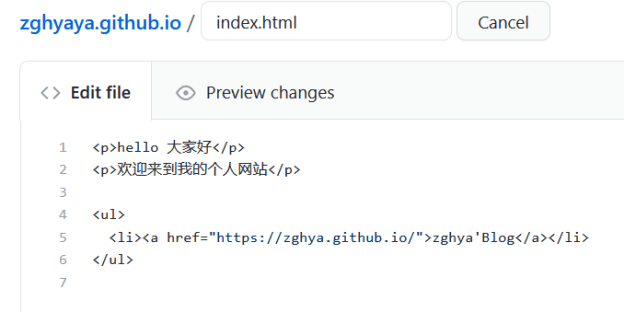 zghyaya.github.io / index.html Cancel
<> Edit file Preview changes
1 <p>hello 大家好</p>
2 <p>欢迎来到我的个人网站</p>
3
4 <ul>
5   <li><a href="https://zghya.github.io/">zghya'Blog</a></li>
6 </ul>
7